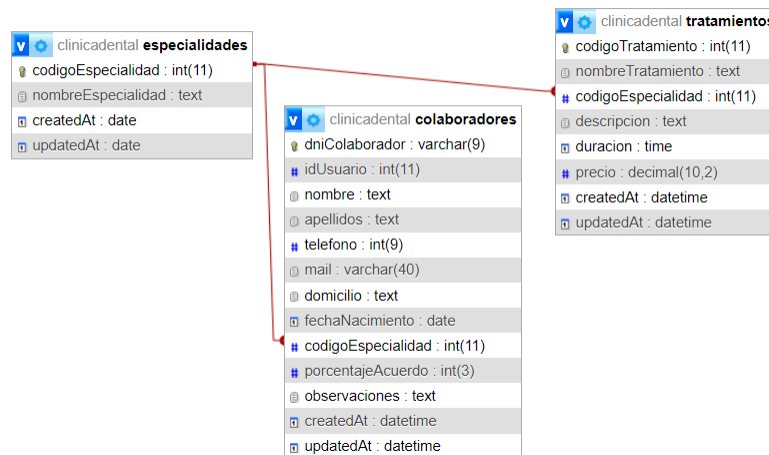 clinicadental especialidades
codigoEspecialidad : int(11)
nombreEspecialidad : text
createdAt : date
updatedAt : date
clinicadental colaboradores
dniColaborador : varchar(9)
idUsuario : int(11)
nombre : text
apellidos : text
telefono : int(9)
mail : varchar(40)
domicilio : text
fechaNacimiento : date
codigoEspecialidad : int(11)
porcentajeAcuerdo : int(3)
observaciones : text
createdAt : datetime
updatedAt : datetime
clinicadental tratamientos
codigoTratamiento : int(11)
nombreTratamiento : text
codigoEspecialidad : int(11)
descripcion : text
duracion : time
precio : decimal(10,2)
createdAt : datetime
updatedAt : datetime